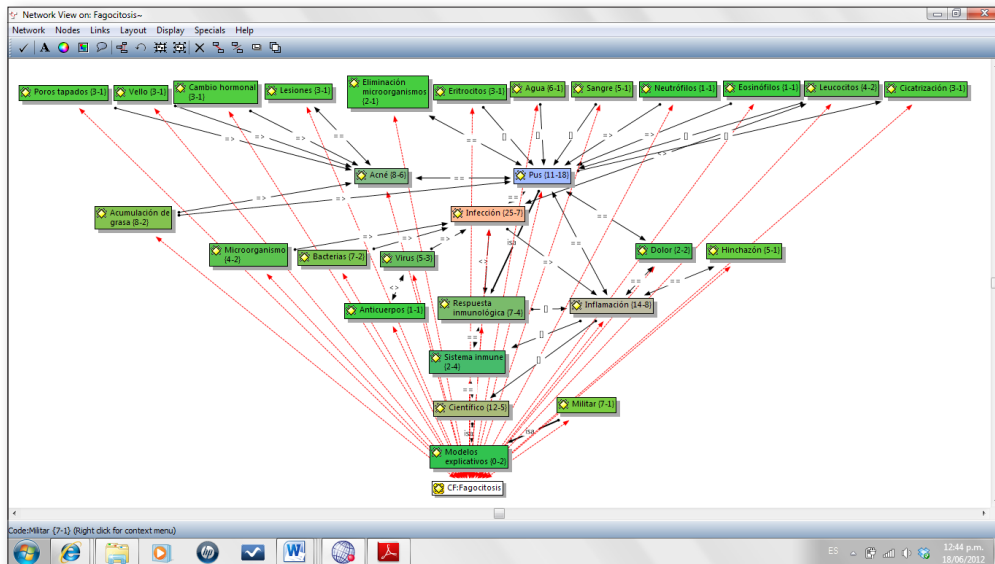 Network View on: Fagocitosis~
Network Nodes Links Layout Display Specials Help
Poros tapados {3-1}
Vello {3-1}
Cambio hormonal
{3-1}
Lesiones {3-1}
Eliminación
microorganismos
{2-1}
Eritrocitos {3-1}
Agua {6-1}
Sangre {5-1}
Neutrófilos {1-1}
Eosinófilos {1-1}
Leucocitos {4-2}
Cicatrización {3-1}
=>
=>
=>
==
==
[]
[]
[]
=>
=>
[]
[]
<>
Acné {8-6}
==
Pus {11-18}
=>
=>
==
Acumulación de
grasa {8-2}
Infección {25-7}
isa
==
==
Microorganismo
{4-2}
=>
Bacterias {7-2}
=>
Virus {5-3}
=>
=>
Dolor {2-2}
Hinchazón {5-1}
<>
<>
==
==
Anticuerpos {1-1}
Respuesta
inmunológica {7-4}
[]
Inflamación {14-8}
==
[]
[]
Sistema inmune
{2-4}
==
Científico {12-5}
Militar {7-1}
isa
isa
Modelos
explicativos {0-2}
CF:Fagocitosis
Code:Militar {7-1} (Right click for context menu)
ES
12:44 p.m.
18/06/2012